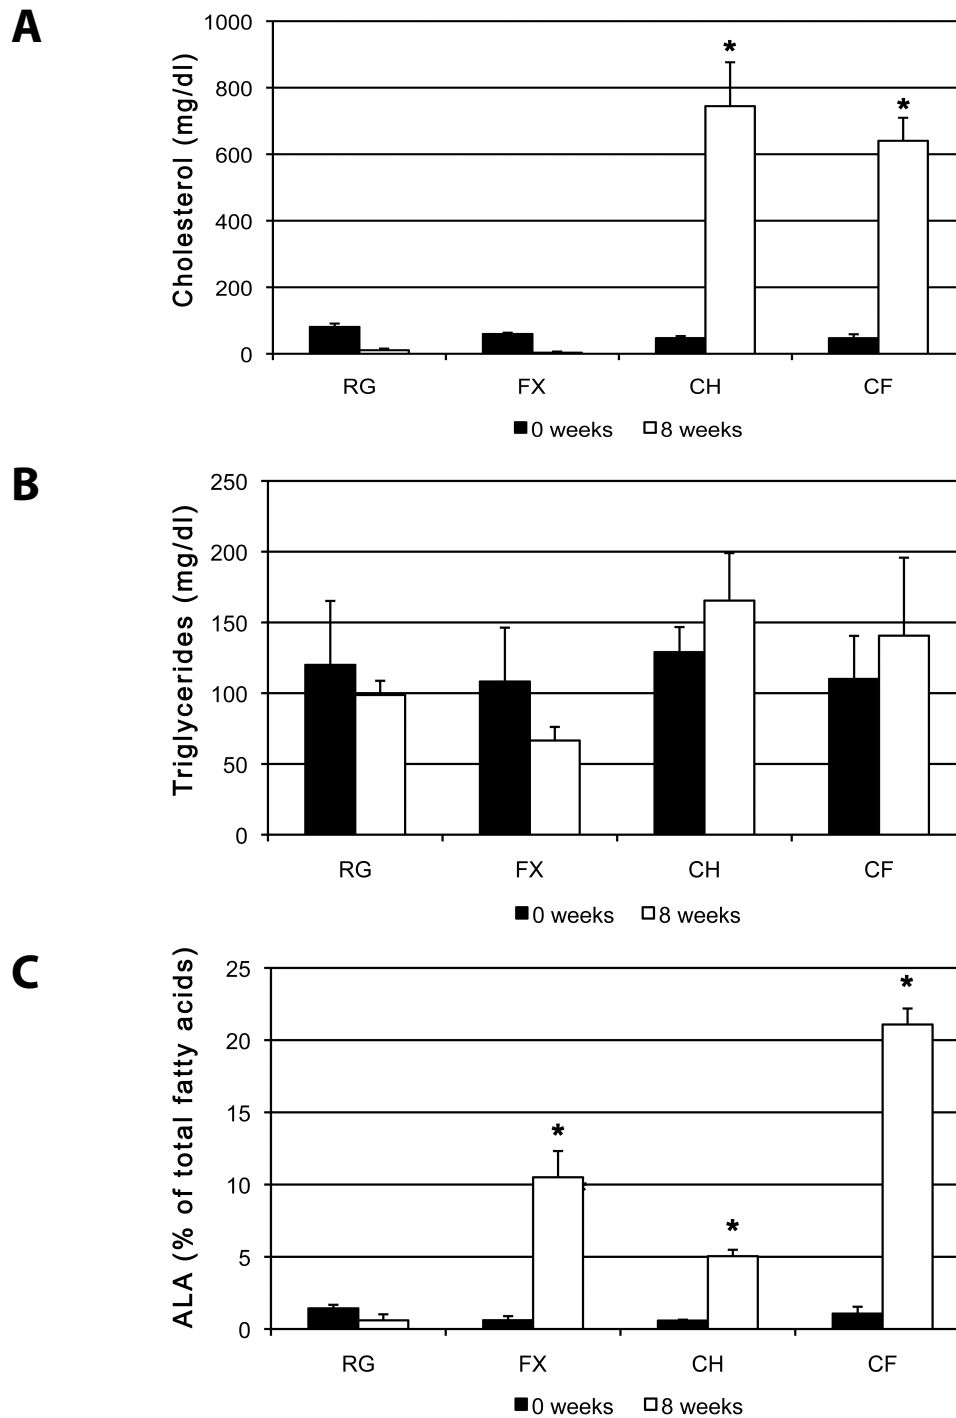 A
Cholesterol (mg/dl)
1000
800
600
400
200
0
*
*
RG FX CH CF
0 weeks 8 weeks
B
Triglycerides (mg/dl)
250
200
150
100
50
0
RG FX CH CF
0 weeks 8 weeks
C
ALA (% of total fatty acids)
25
20
15
10
5
0
*
*
*
RG FX CH CF
0 weeks 8 weeks